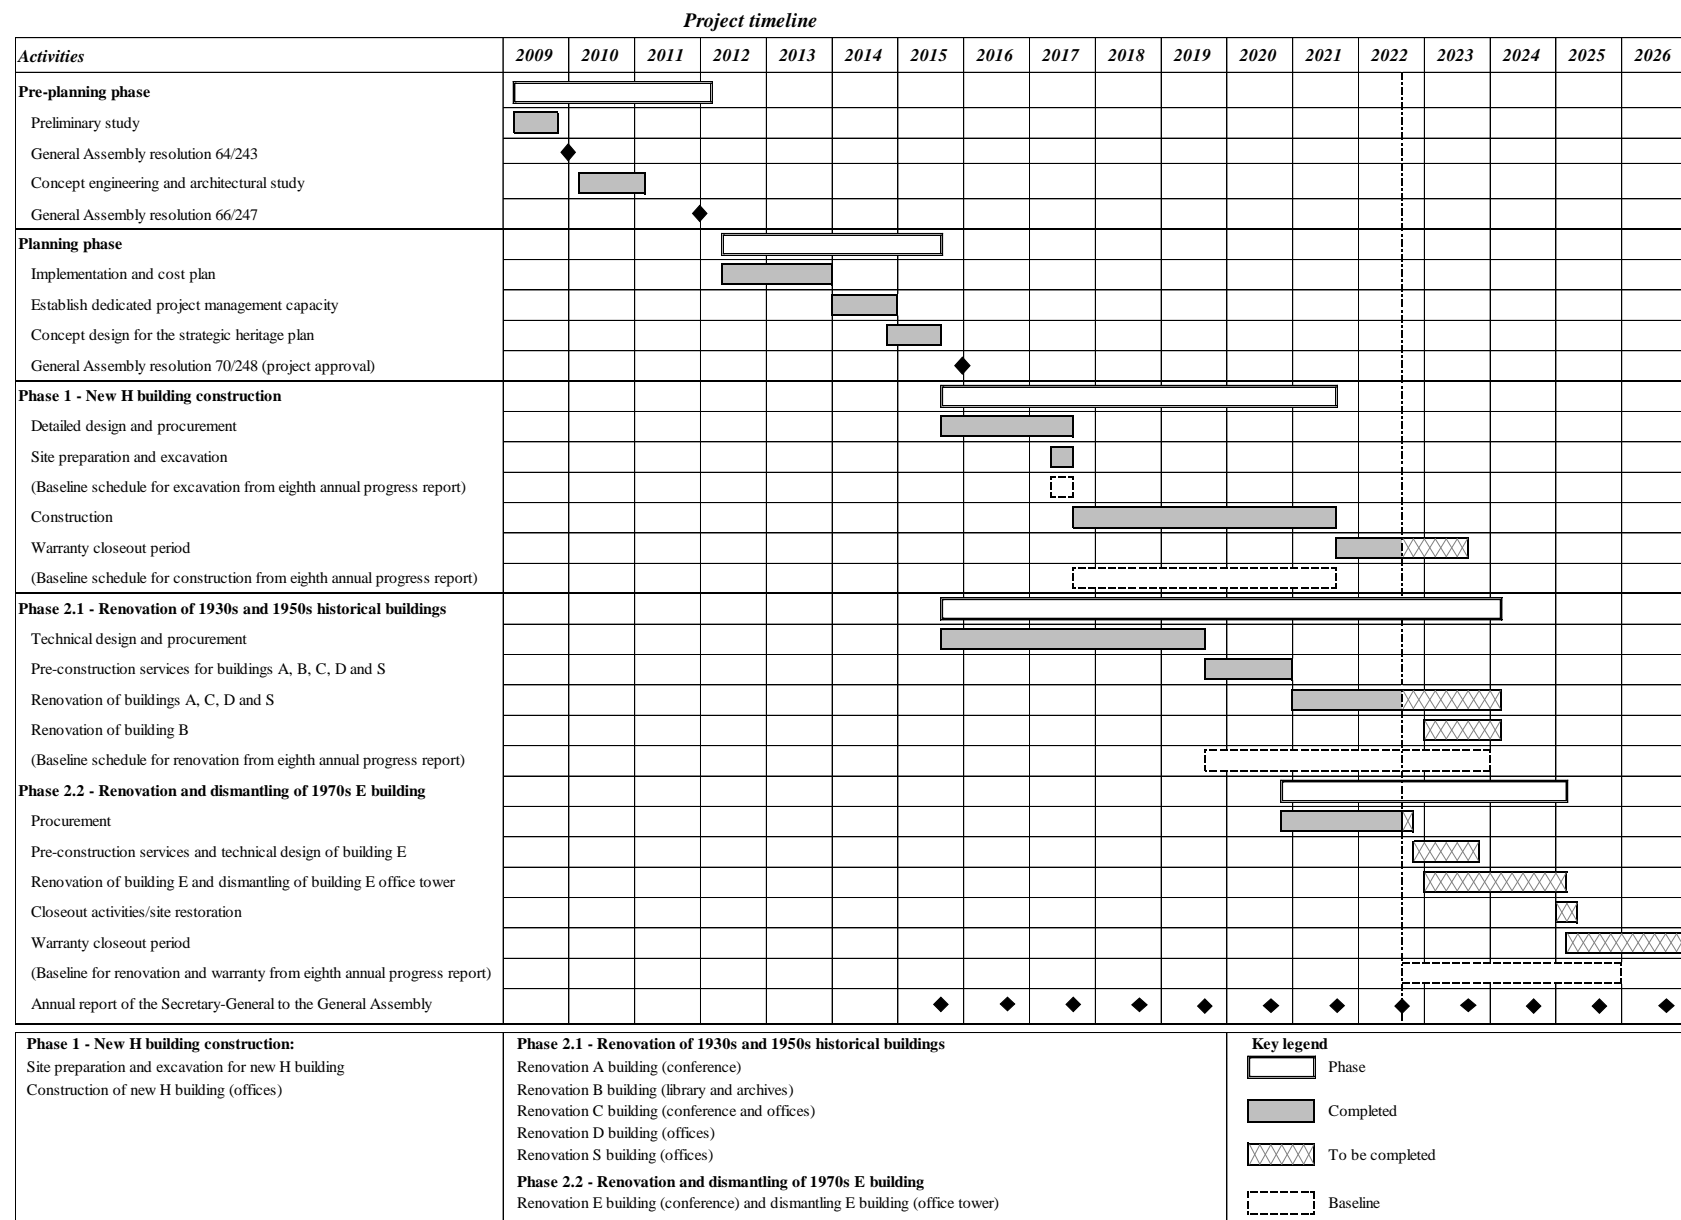 Project timeline
Activities 2009 2010 2011 2012 2013 2014 2015 2016 2017 2018 2019 2020 2021 2022 2023 2024 2025 2026
Pre-planning phase
Preliminary study
General Assembly resolution 64/243
Concept engineering and architectural study
General Assembly resolution 66/247
Planning phase
Implementation and cost plan
Establish dedicated project management capacity
Concept design for the strategic heritage plan
General Assembly resolution 70/248 (project approval)
Phase 1 - New H building construction
Detailed design and procurement
Site preparation and excavation
(Baseline schedule for excavation from eighth annual progress report)
Construction
Warranty closeout period
(Baseline schedule for construction from eighth annual progress report)
Phase 2.1 - Renovation of 1930s and 1950s historical buildings
Technical design and procurement
Pre-construction services for buildings A, B, C, D and S
Renovation of buildings A, C, D and S
Renovation of building B
(Baseline schedule for renovation from eighth annual progress report)
Phase 2.2 - Renovation and dismantling of 1970s E building
Procurement
Pre-construction services and technical design of building E
Renovation of building E and dismantling of building E office tower
Closeout activities/site restoration
Warranty closeout period
(Baseline for renovation and warranty from eighth annual progress report)
Annual report of the Secretary-General to the General Assembly
Phase 1 - New H building construction:
Site preparation and excavation for new H building
Construction of new H building (offices)
Phase 2.1 - Renovation of 1930s and 1950s historical buildings
Renovation A building (conference)
Renovation B building (library and archives)
Renovation C building (conference and offices)
Renovation D building (offices)
Renovation S building (offices)
Phase 2.2 - Renovation and dismantling of 1970s E building
Renovation E building (conference) and dismantling E building (office tower)
Key legend
Phase
Completed
To be completed
Baseline